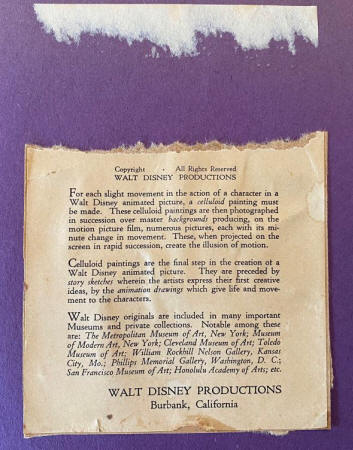 Copyright · All Rights Reserved
WALT DISNEY PRODUCTIONS
For each slight movement in the action of a character in a
Walt Disney animated picture, a celluloid painting must
be made. These celluloid paintings are then photographed
in succession over master backgrounds producing, on the
motion picture film, numerous pictures, each with its mi-
nute change in movement. These, when projected on the
screen in rapid succession, create the illusion of motion.
Celluloid paintings are the final step in the creation of a
Walt Disney animated picture. They are preceded by
story sketches wherein the artists express their first creative
ideas, by the animation drawings which give life and move-
ment to the characters.
Walt Disney originals are included in many important
Museums and private collections. Notable among these
are: The Metropolitan Museum of Art, New York; Museum
of Modern Art, New York; Cleveland Museum of Art; Toledo
Museum of Art; William Rockhill Nelson Gallery, Kansas
City, Mo.; Phillips Memorial Gallery, Washington, D. C.;
San Francisco Museum of Art; Honolulu Academy of Arts; etc.
WALT DISNEY PRODUCTIONS
Burbank, California